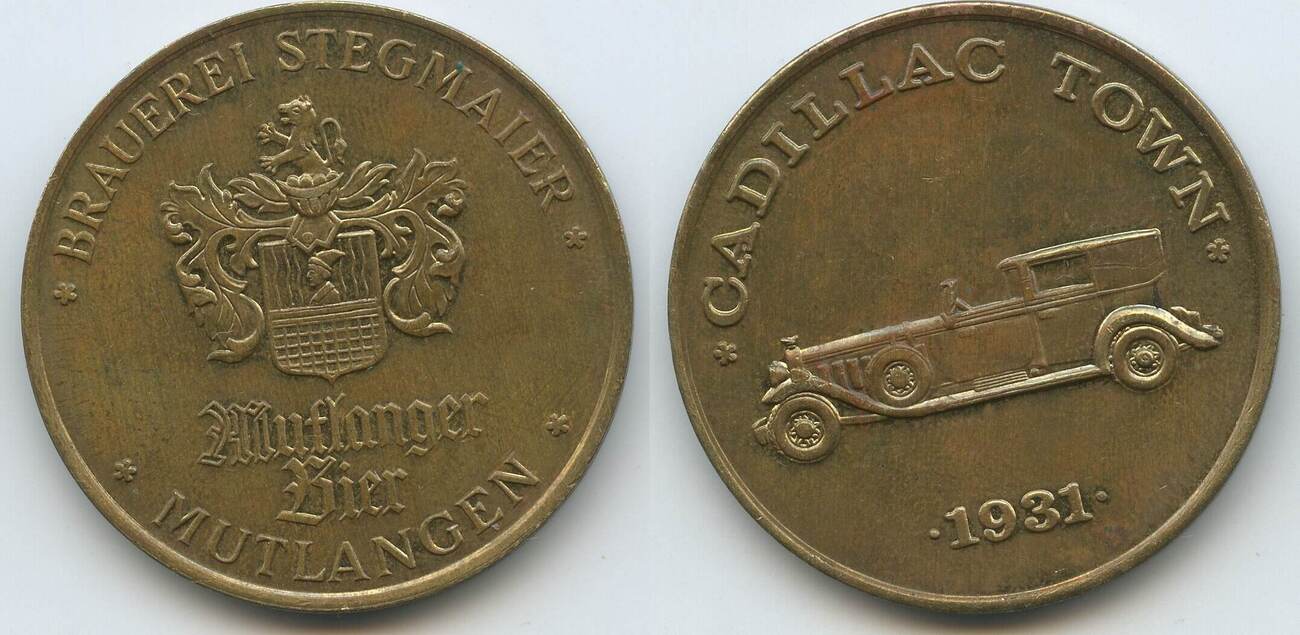 BRAUEREI STEGMAIER
Mutlanger
Bier
MUTLANGEN
CADILLAC TOWN
·1931·